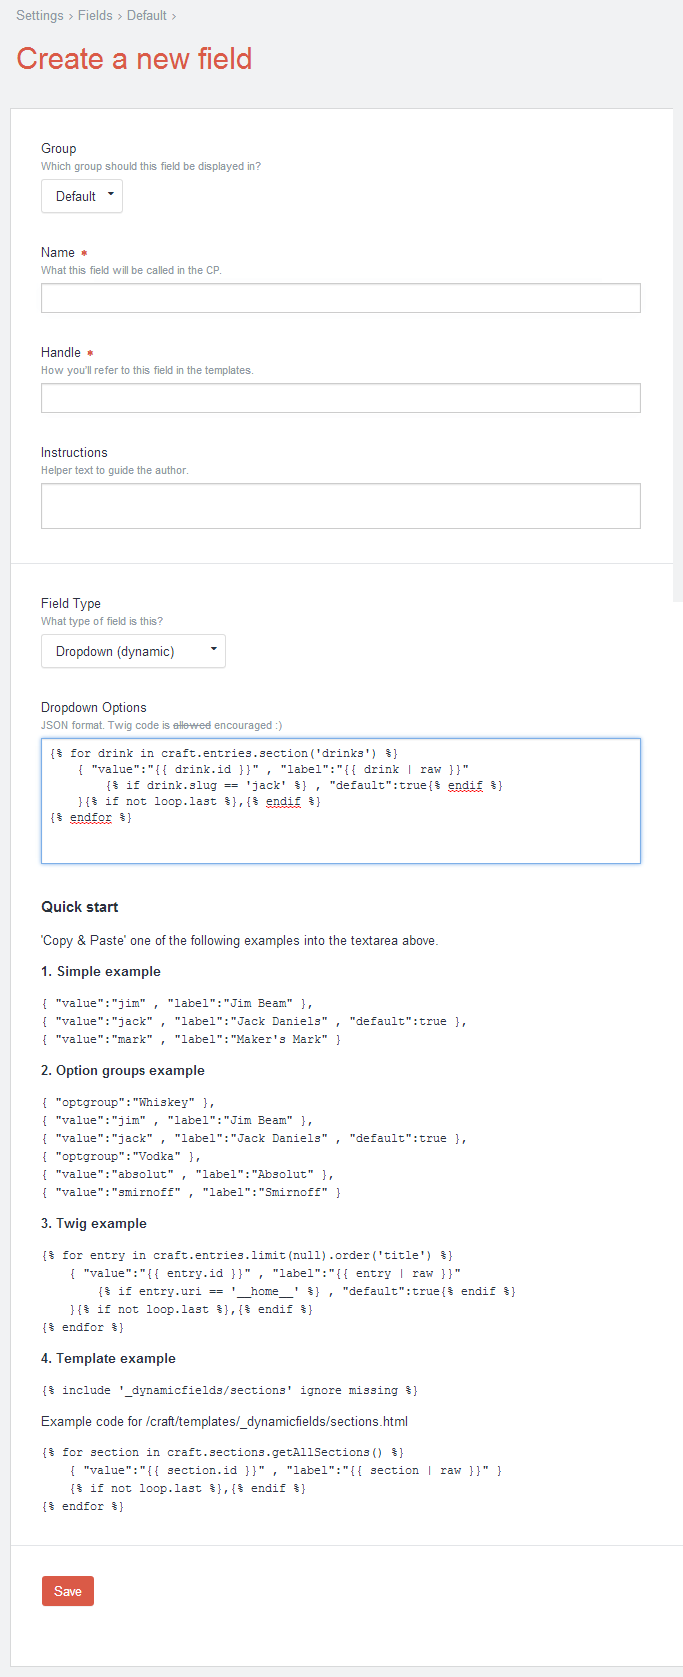 Settings › Fields › Default ›
Create a new field
Group
Which group should this field be displayed in?
Default
Name *
What this field will be called in the CP.
Handle *
How you'll refer to this field in the templates.
Instructions
Helper text to guide the author.
Field Type
What type of field is this?
Dropdown (dynamic)
Dropdown Options
JSON format. Twig code is allowed encouraged :)
{% for drink in craft.entries.section('drinks') %}
    { "value":"{{ drink.id }}" , "label":"{{ drink | raw }}"
        {% if drink.slug == 'jack' %} , "default":true{% endif %}
    }{% if not loop.last %},{% endif %}
{% endfor %}
Quick start
'Copy & Paste' one of the following examples into the textarea above.
1. Simple example
{ "value":"jim" , "label":"Jim Beam" },
{ "value":"jack" , "label":"Jack Daniels" , "default":true },
{ "value":"mark" , "label":"Maker's Mark" }
2. Option groups example
{ "optgroup":"Whiskey" },
{ "value":"jim" , "label":"Jim Beam" },
{ "value":"jack" , "label":"Jack Daniels" , "default":true },
{ "optgroup":"Vodka" },
{ "value":"absolut" , "label":"Absolut" },
{ "value":"smirnoff" , "label":"Smirnoff" }
3. Twig example
{% for entry in craft.entries.limit(null).order('title') %}
    { "value":"{{ entry.id }}" , "label":"{{ entry | raw }}"
        {% if entry.uri == '__home__' %} , "default":true{% endif %}
    }{% if not loop.last %},{% endif %}
{% endfor %}
4. Template example
{% include '_dynamicfields/sections' ignore missing %}
Example code for /craft/templates/_dynamicfields/sections.html
{% for section in craft.sections.getAllSections() %}
    { "value":"{{ section.id }}" , "label":"{{ section | raw }}" }
    {% if not loop.last %},{% endif %}
{% endfor %}
Save